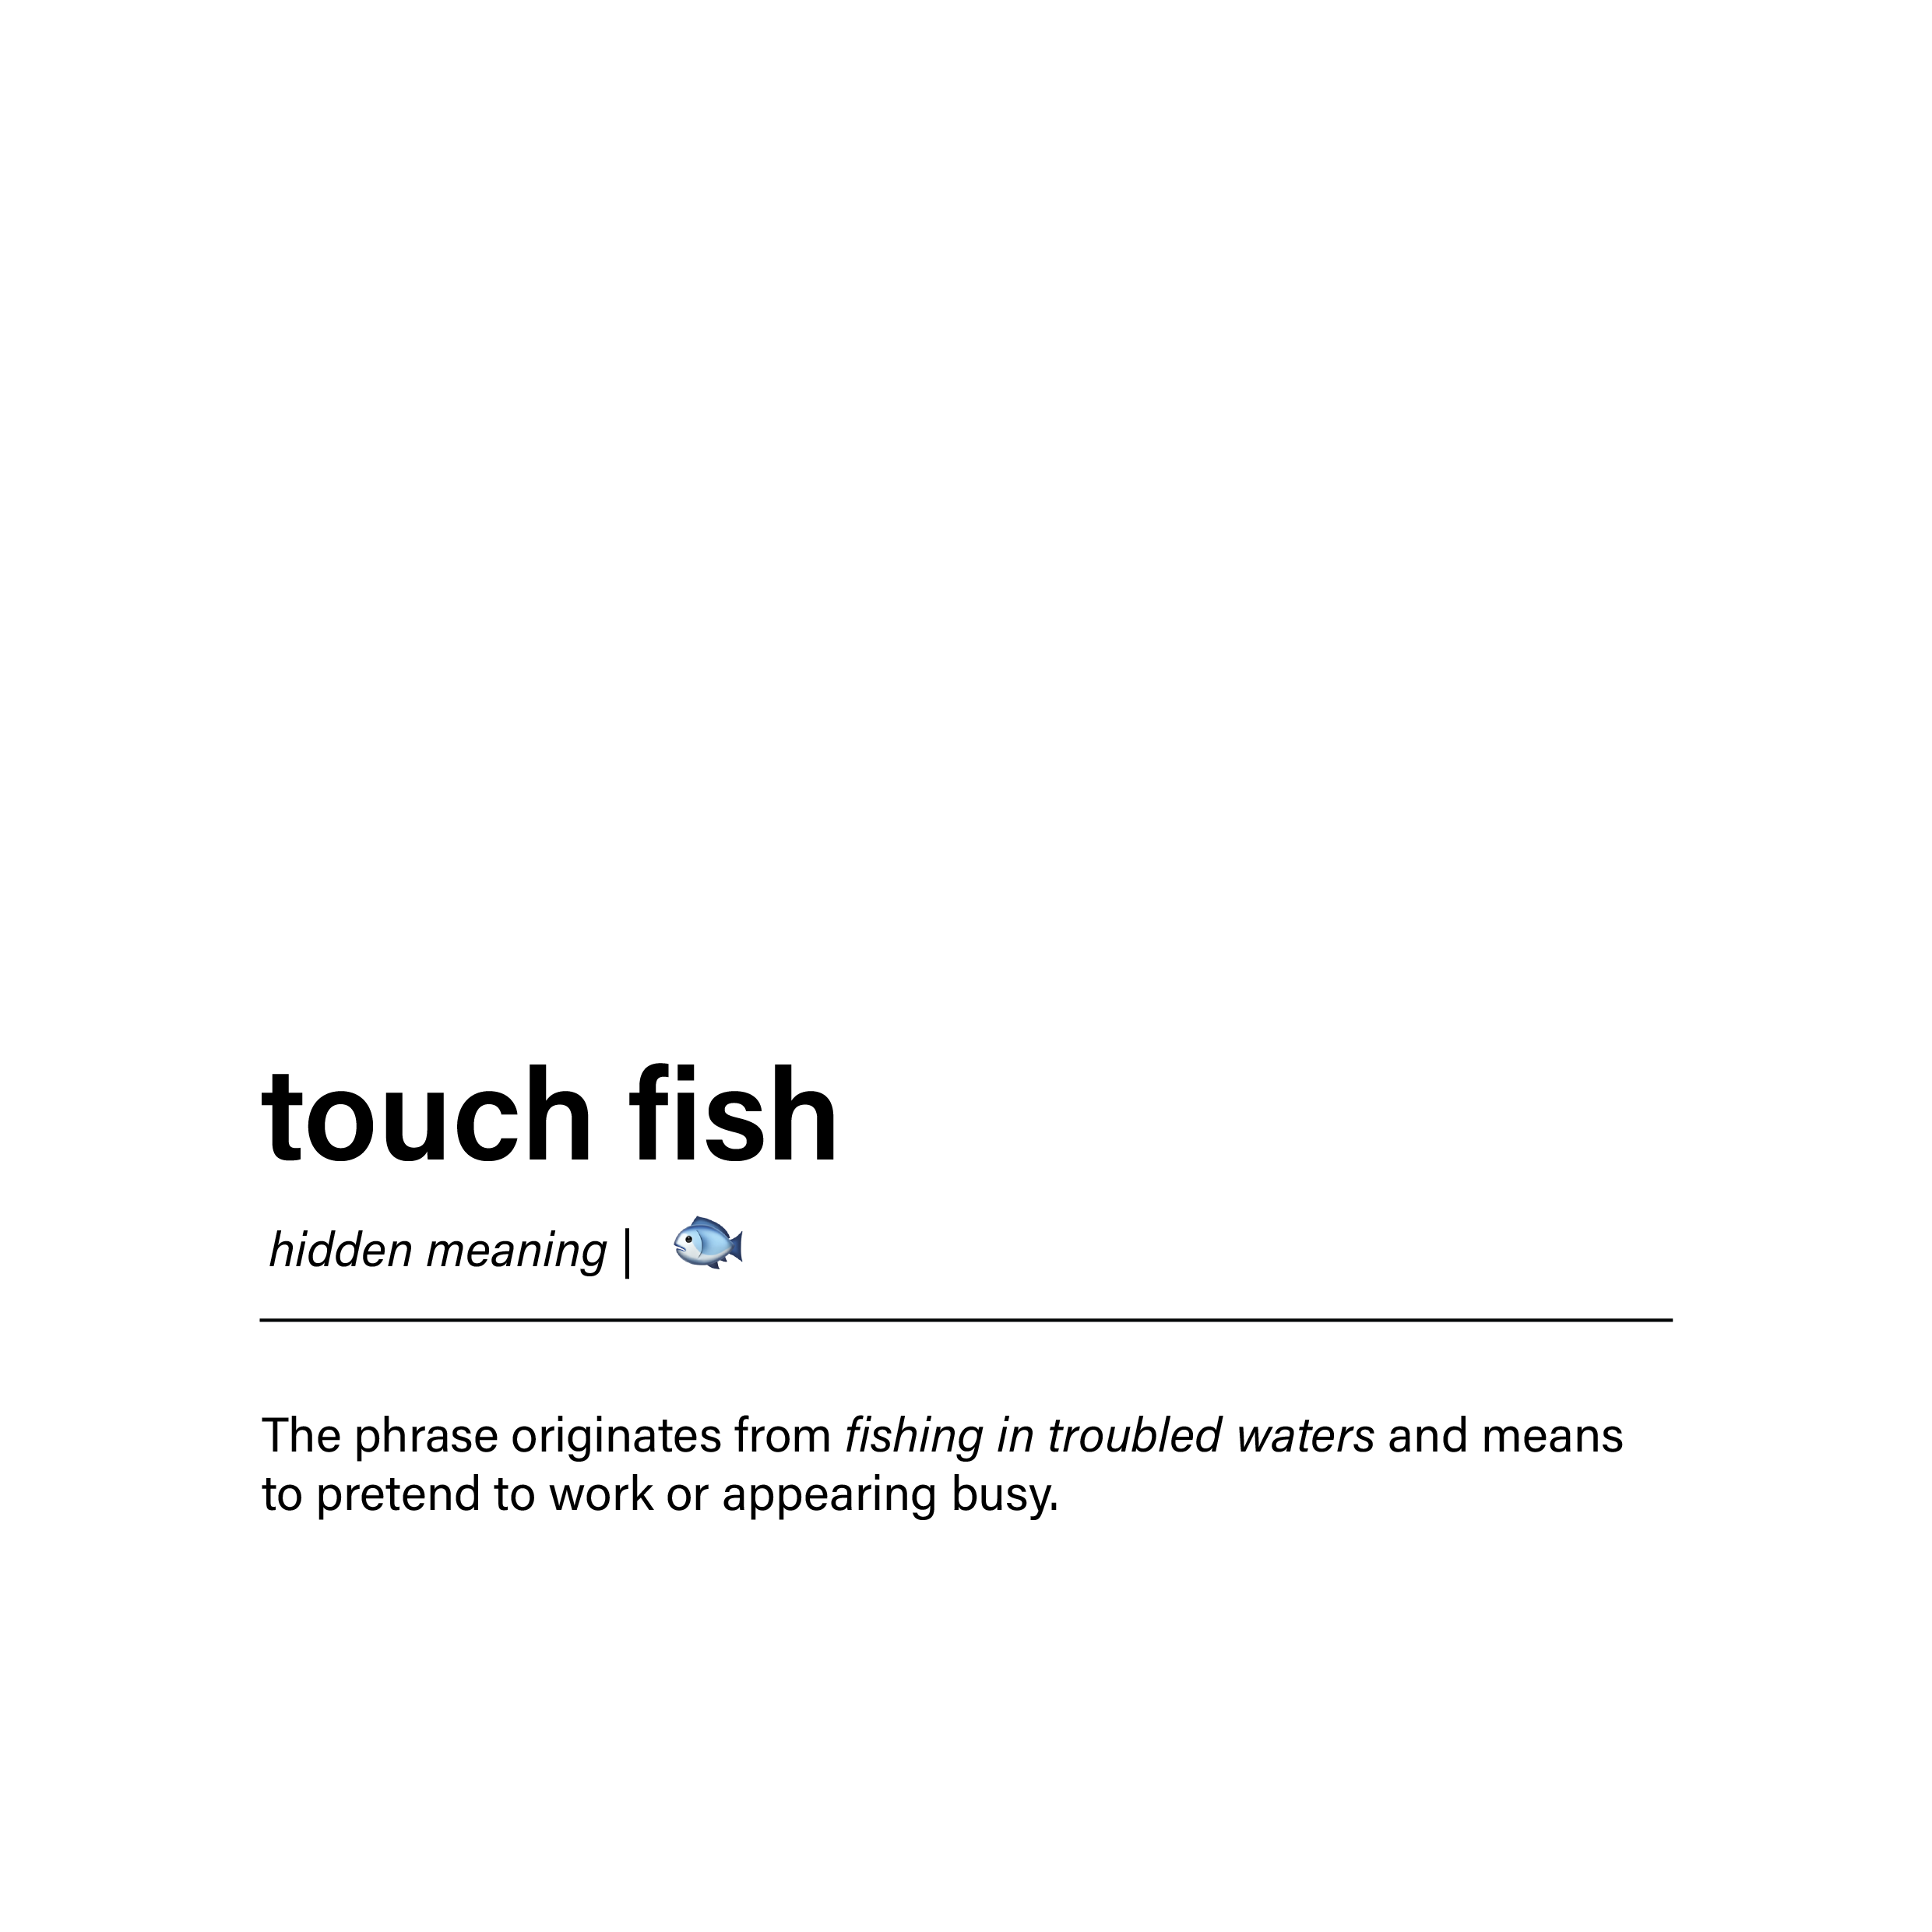 touch fish
hidden meaning | 🐟
The phrase originates from fishing in troubled waters and means
to pretend to work or appearing busy.